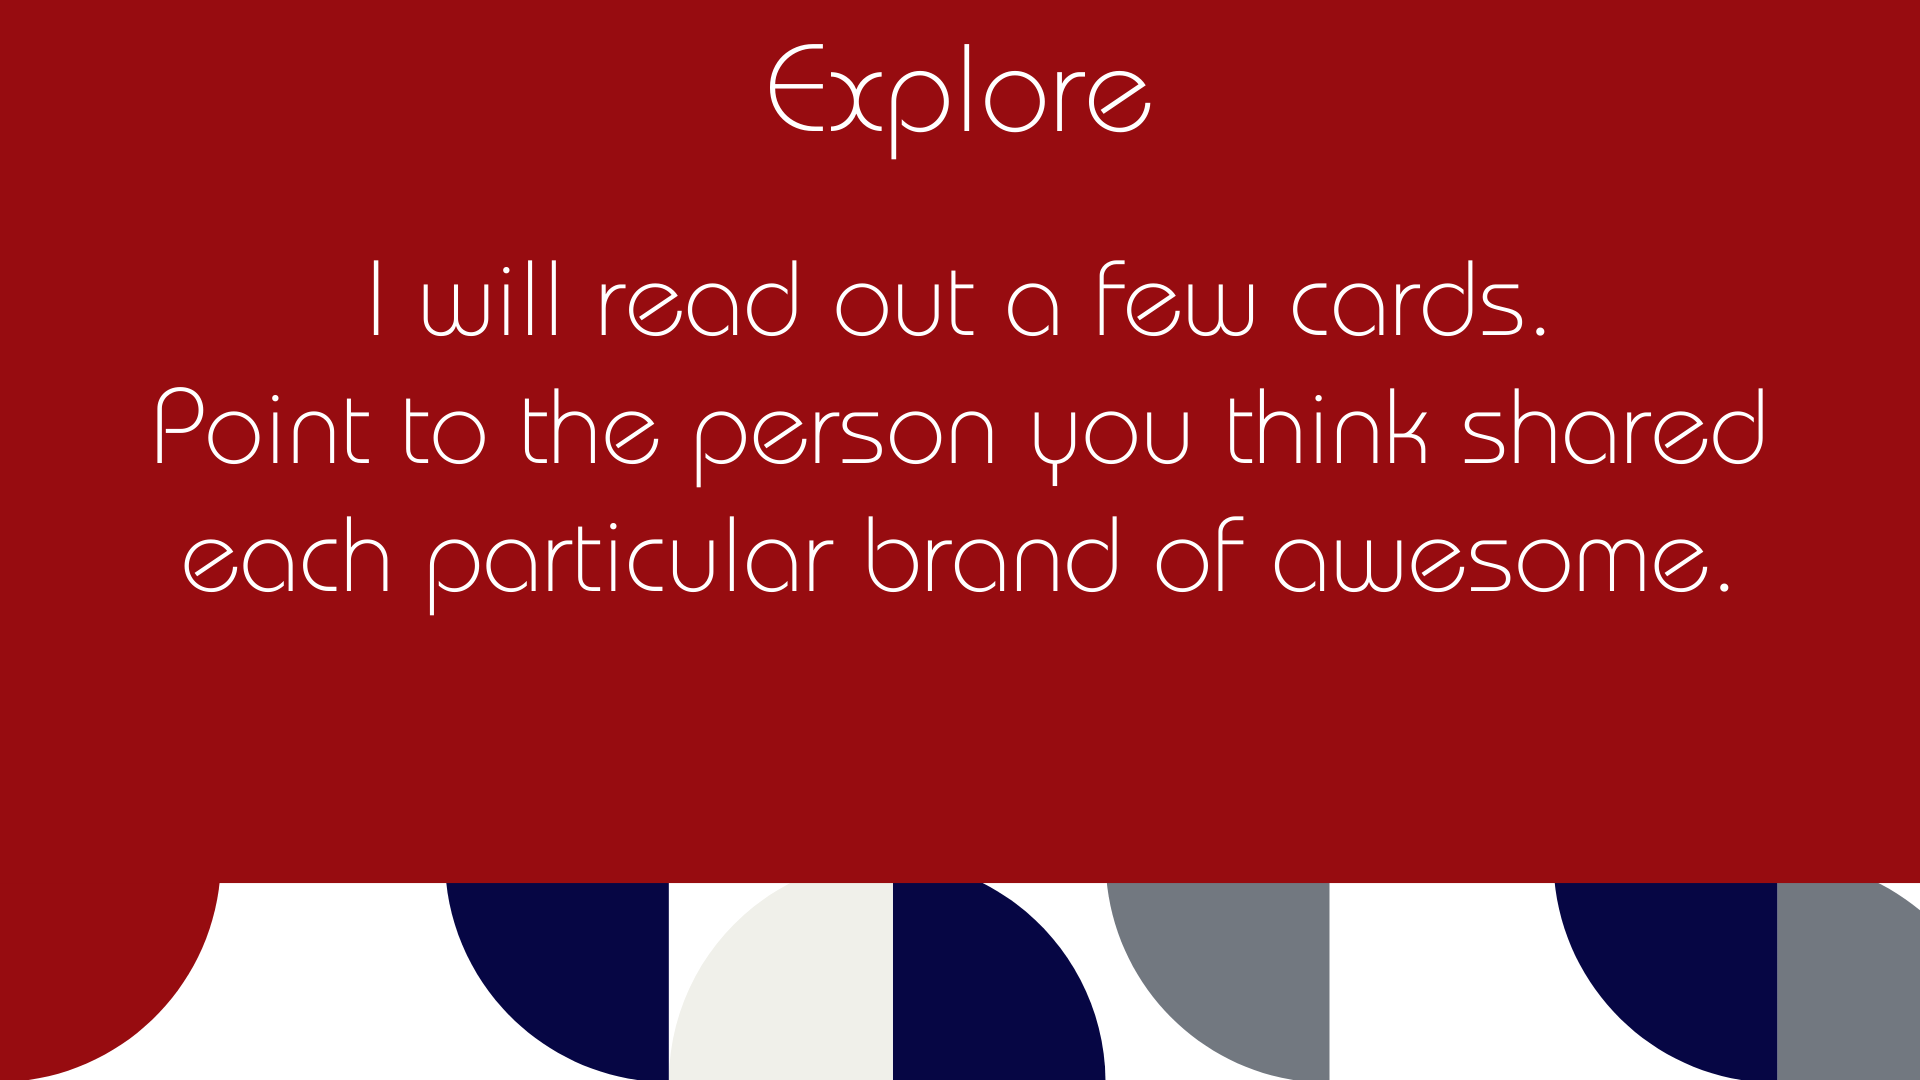 Explore
I will read out a few cards.
Point to the person you think shared
each particular brand of awesome.